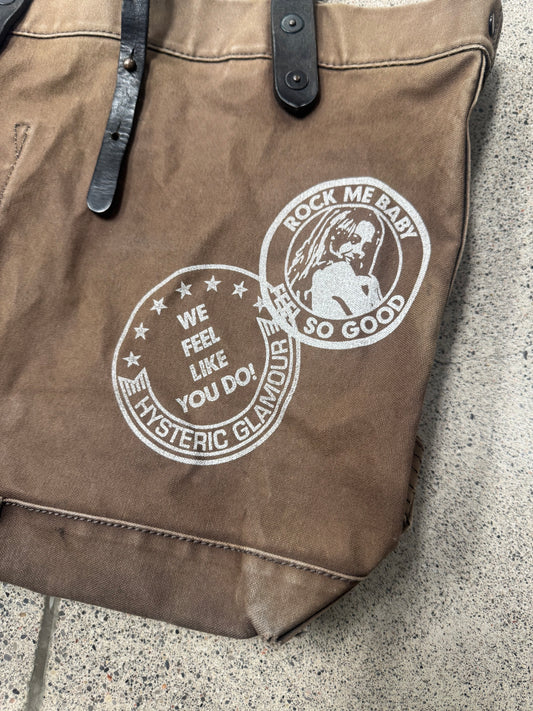 ROCK ME BABY
FEEL SO GOOD
WE
FEEL
LIKE
YOU DO!
HYSTERIC GLAMOUR